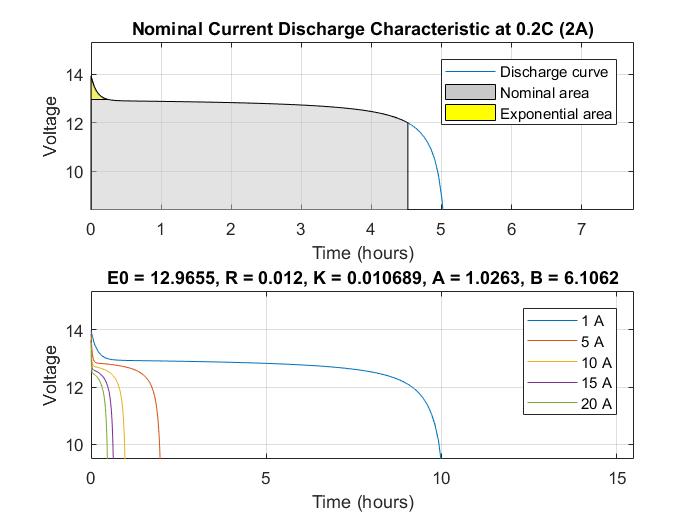 Nominal Current Discharge Characteristic at 0.2C (2A)
14
12
10
Voltage
Discharge curve
Nominal area
Exponential area
0 1 2 3 4 5 6 7
Time (hours)
E0 = 12.9655, R = 0.012, K = 0.010689, A = 1.0263, B = 6.1062
14
12
10
Voltage
1 A
5 A
10 A
15 A
20 A
0 5 10 15
Time (hours)